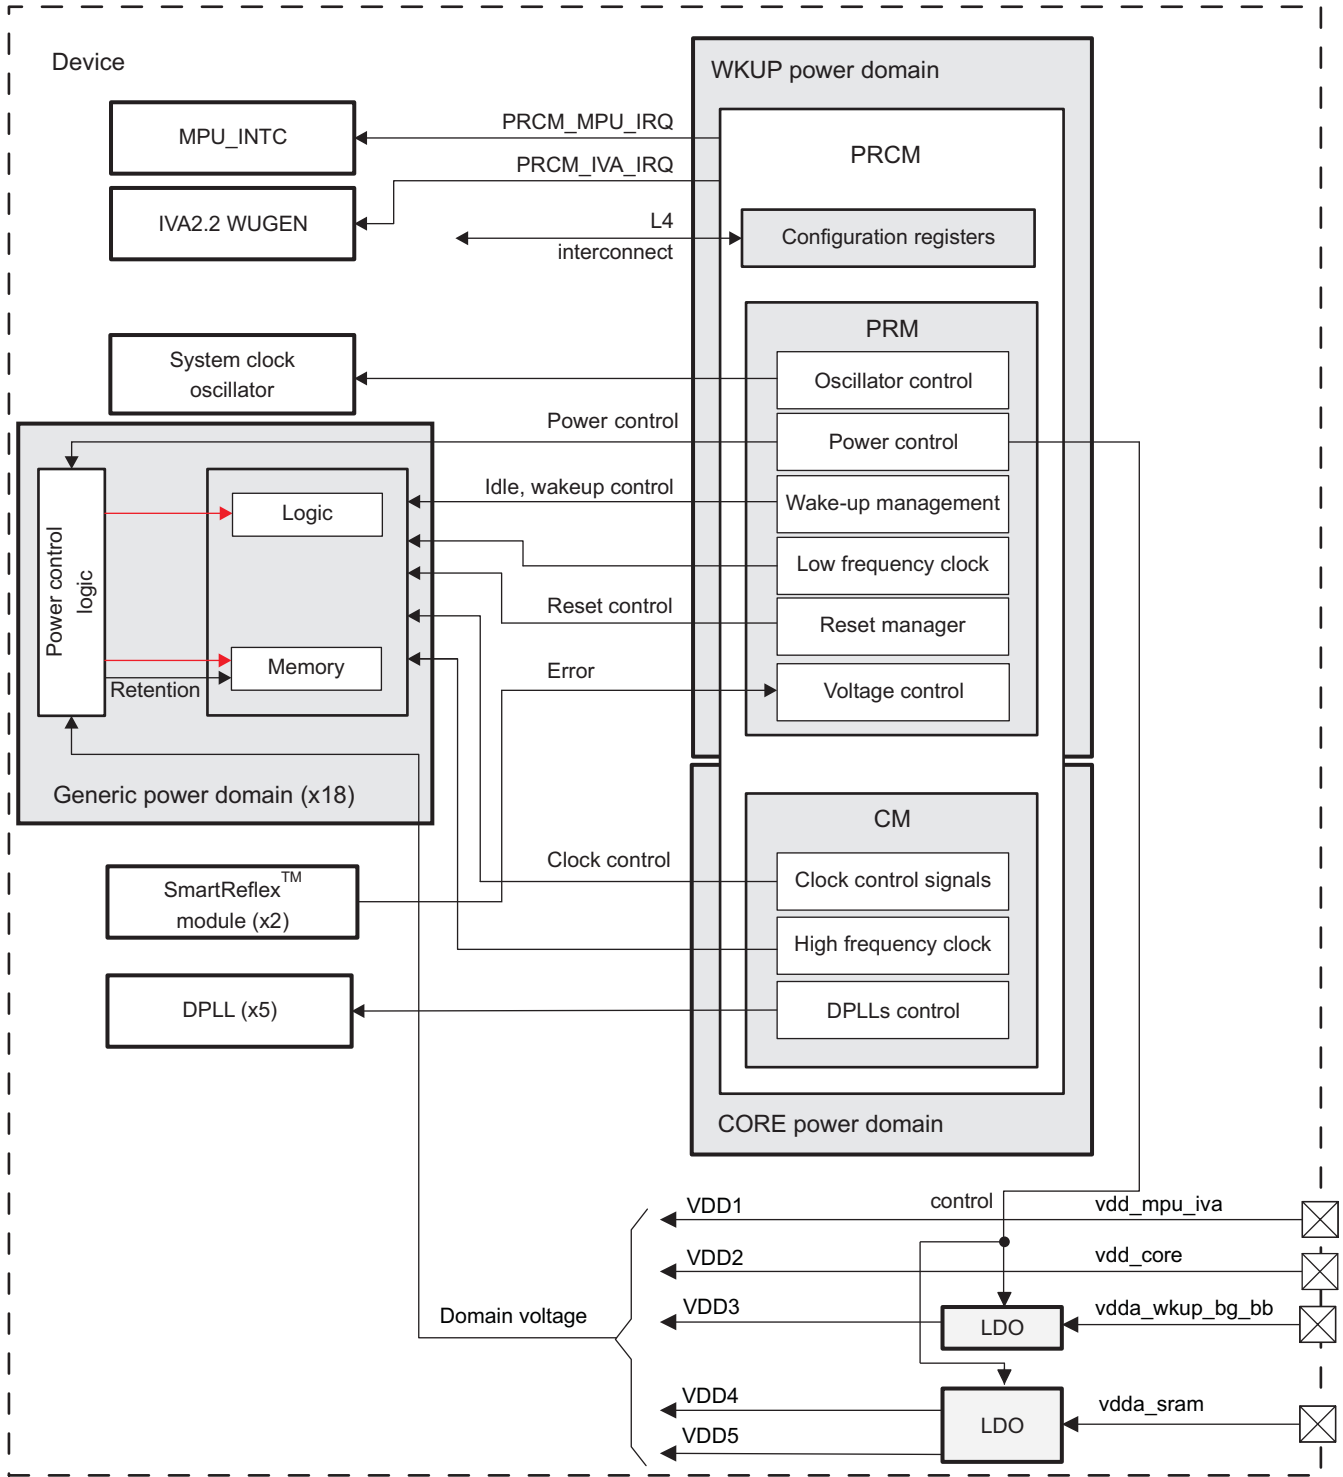 Device
WKUP power domain
PRCM_MPU_IRQ
MPU_INTC
PRCM
PRCM_IVA_IRQ
IVA2.2 WUGEN
L4
interconnect
Configuration registers
PRM
System clock
oscillator
Oscillator control
Power control
Power control
Idle, wakeup control
Wake-up management
Logic
Low frequency clock
Power control
logic
Reset control
Reset manager
Memory
Retention
Error
Voltage control
Generic power domain (x18)
CM
Clock control
Clock control signals
SmartReflex™
module (x2)
High frequency clock
DPLL (x5)
DPLLs control
CORE power domain
VDD1
control
vdd_mpu_iva
VDD2
vdd_core
VDD3
LDO
vdda_wkup_bg_bb
Domain voltage
VDD4
vdda_sram
LDO
VDD5